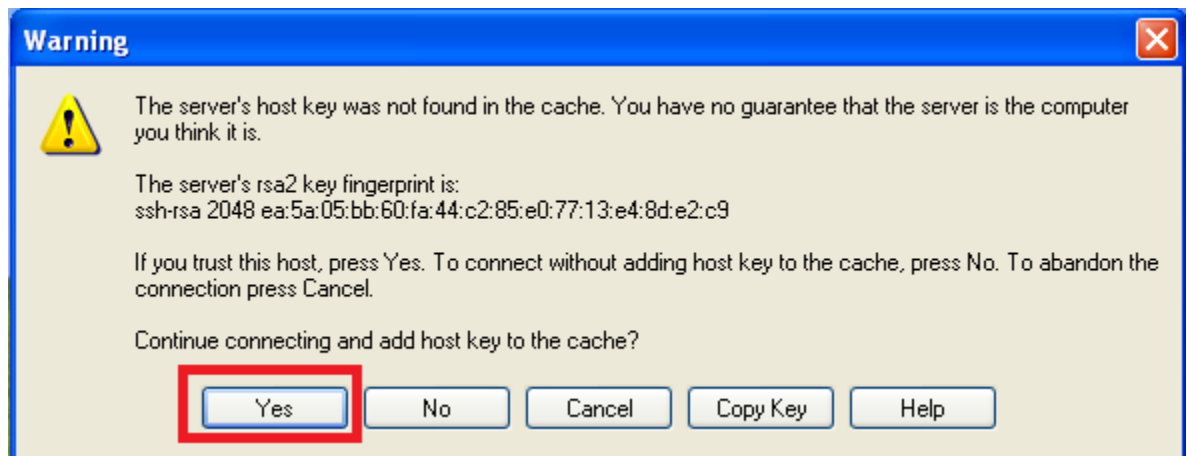 Warning
The server's host key was not found in the cache. You have no guarantee that the server is the computer
you think it is.
The server's rsa2 key fingerprint is:
ssh-rsa 2048 ea:5a:05:bb:60:fa:44:c2:85:e0:77:13:e4:8d:e2:c9
If you trust this host, press Yes. To connect without adding host key to the cache, press No. To abandon the
connection press Cancel.
Continue connecting and add host key to the cache?
Yes No Cancel Copy Key Help